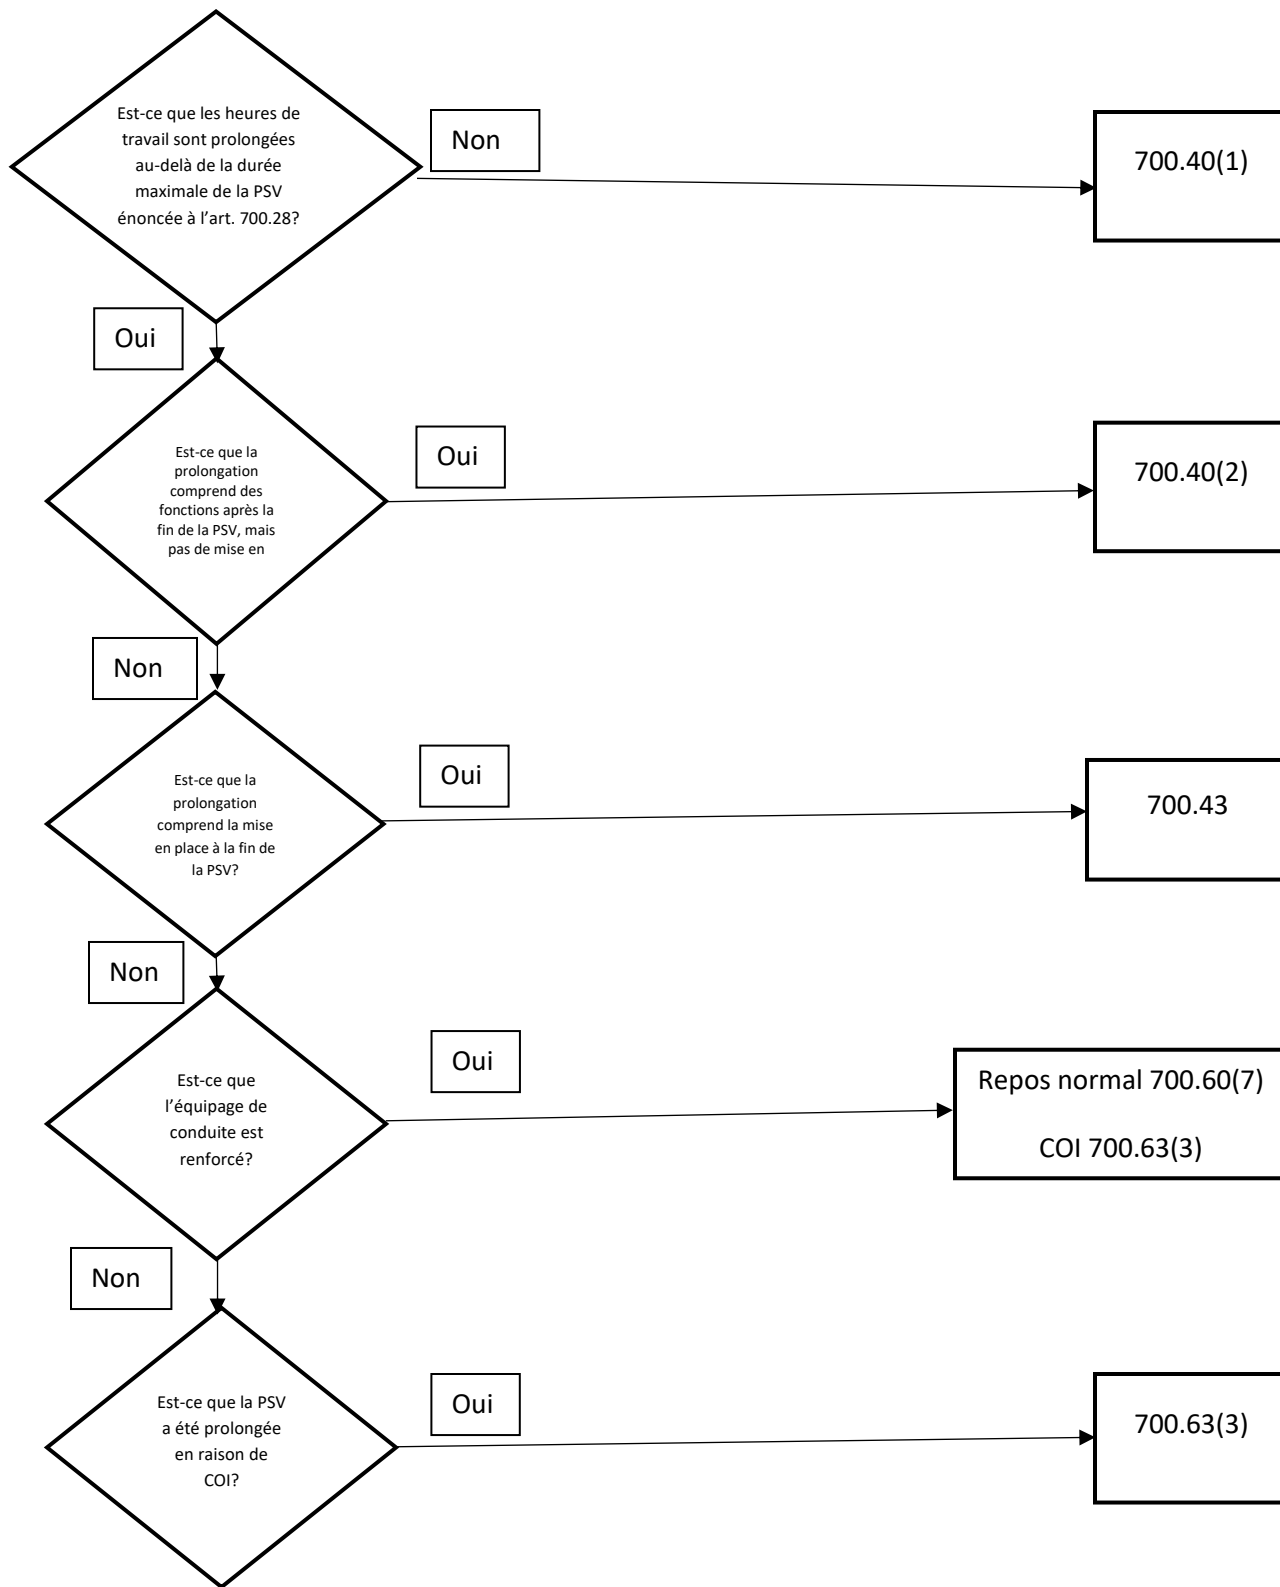 Est-ce que les heures de
travail sont prolongées
au-delà de la durée
maximale de la PSV
énoncée à l'art. 700.28?
Non
700.40(1)
Oui
Est-ce que la
prolongation
comprend des
fonctions après la
fin de la PSV, mais
pas de mise en
Oui
700.40(2)
Non
Est-ce que la
prolongation
comprend la mise
en place à la fin de
la PSV?
Oui
700.43
Non
Est-ce que
l'équipage de
conduite est
renforcé?
Oui
Repos normal 700.60(7)
COI 700.63(3)
Non
Est-ce que la PSV
a été prolongée
en raison de
COI?
Oui
700.63(3)